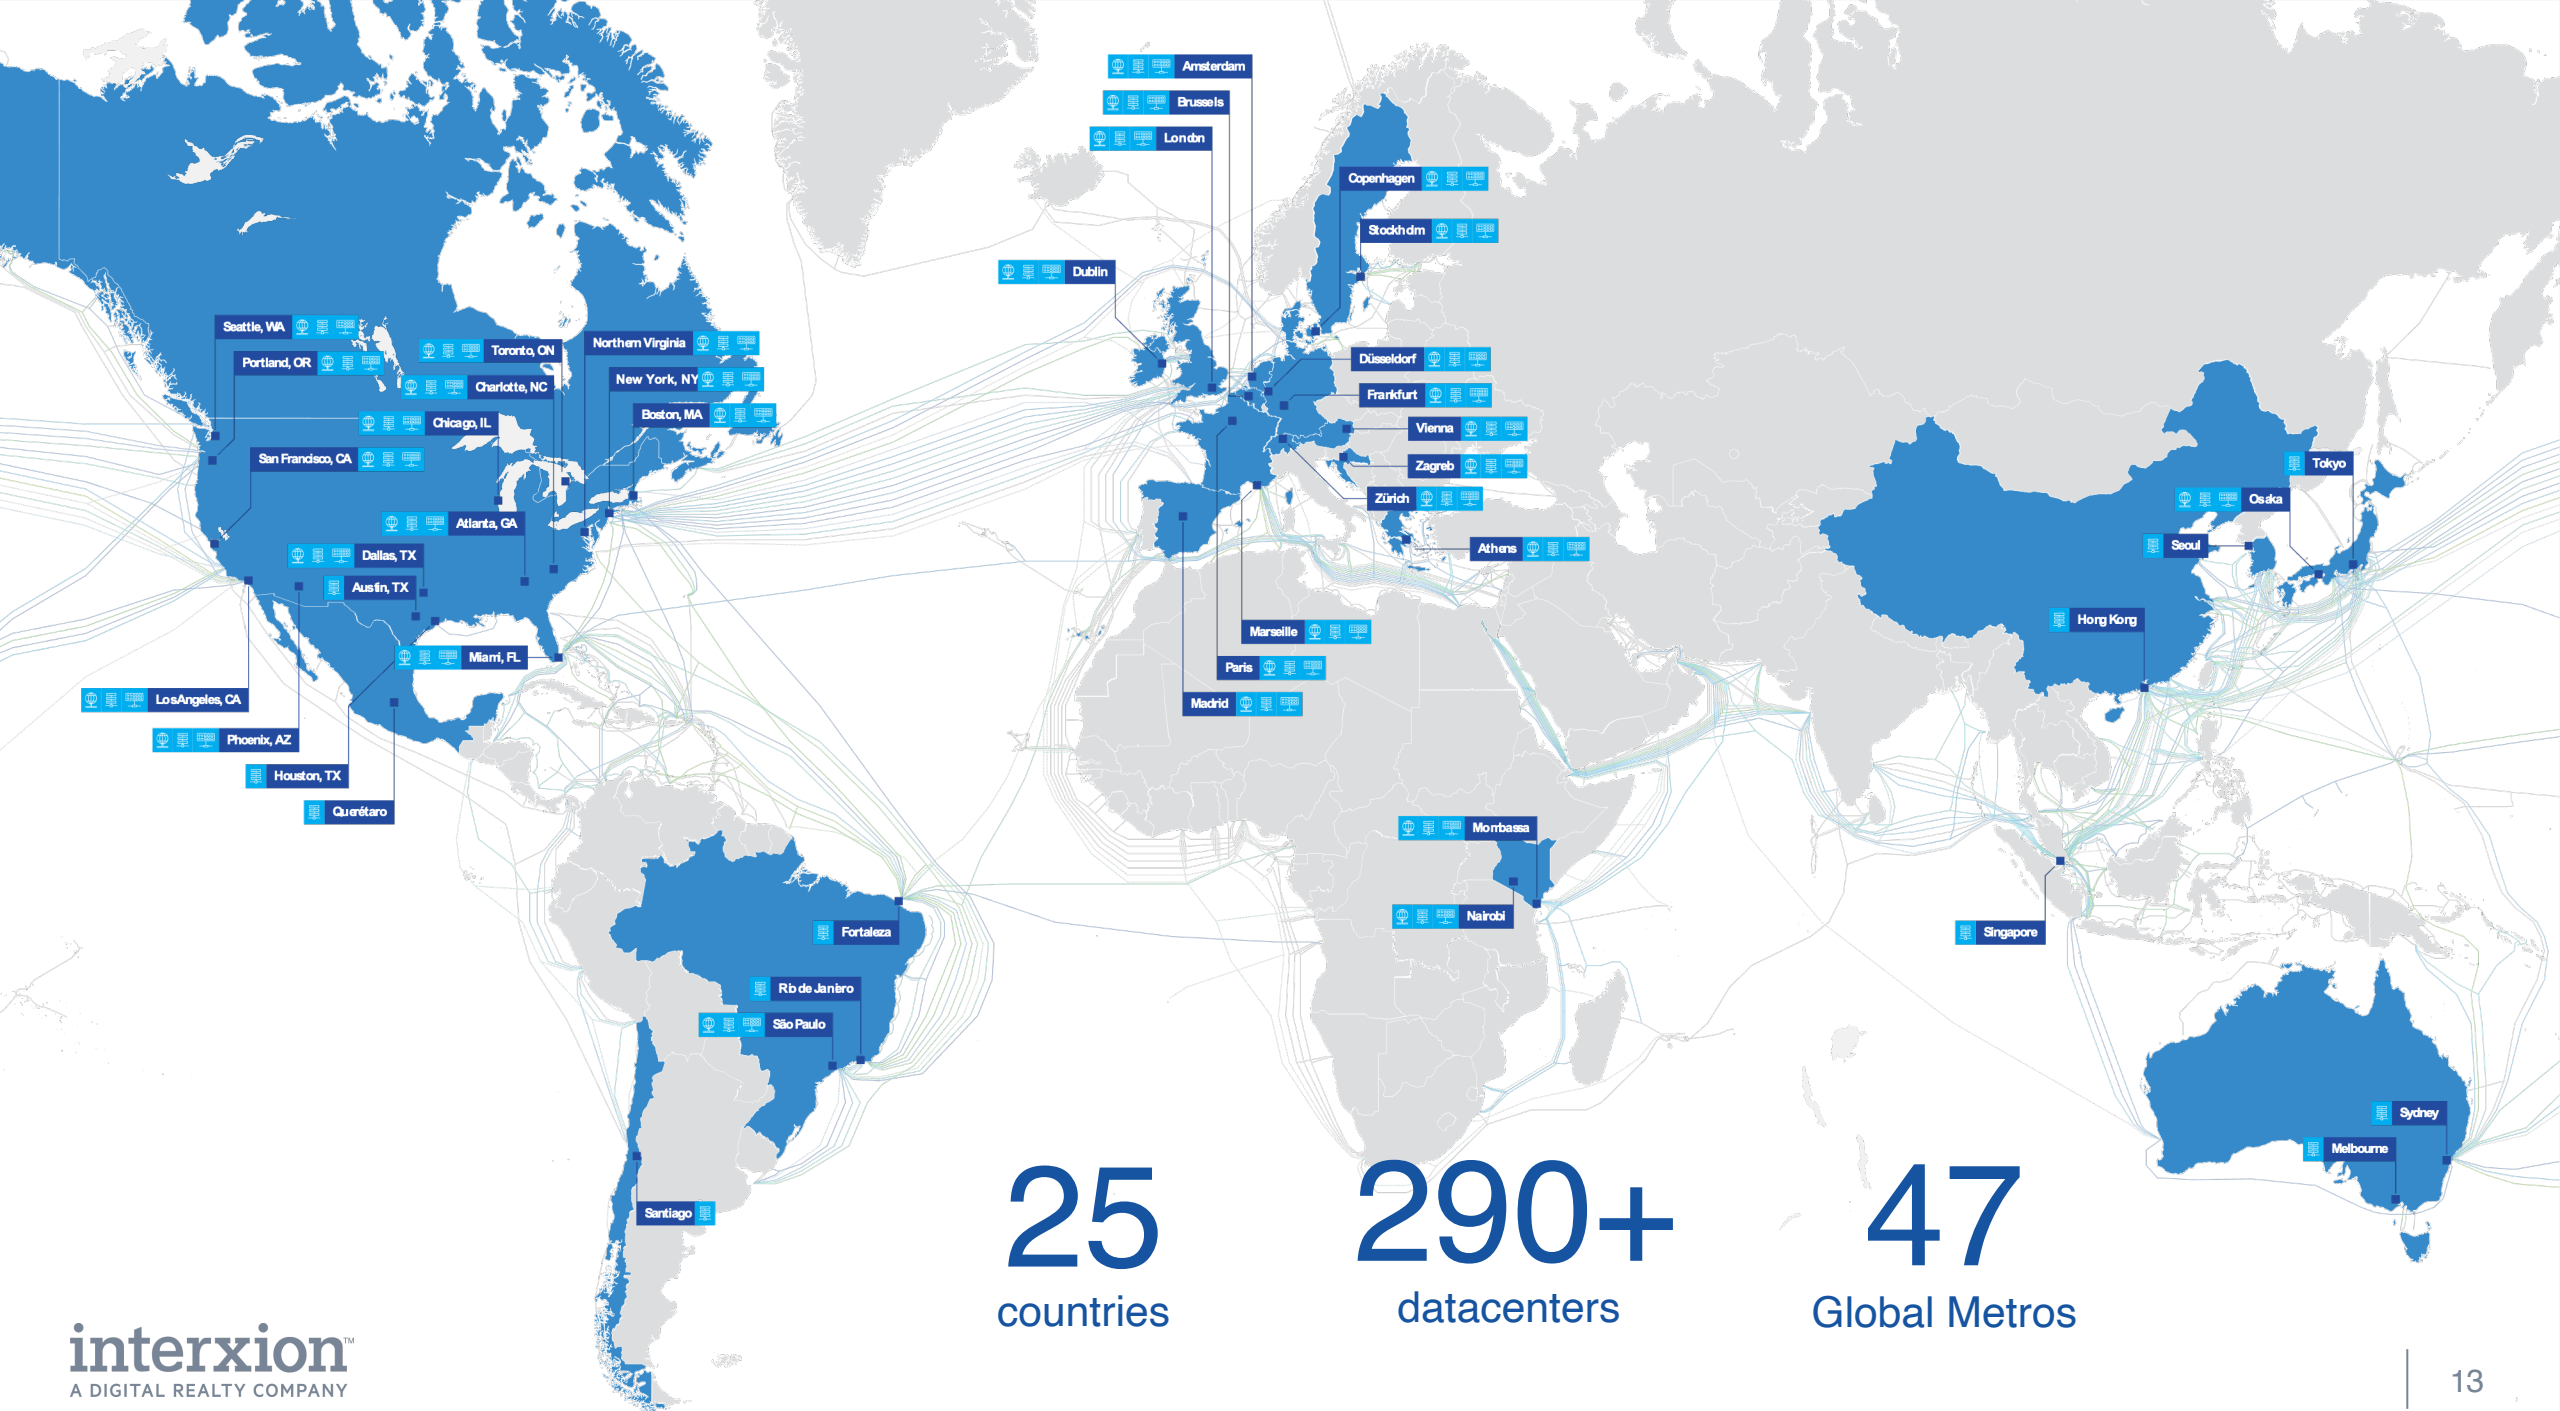 Amsterdam
Brussels
London
Copenhagen
Stockholm
Dublin
Seattle, WA
Portland, OR
Toronto, ON
Northern Virginia
Charlotte, NC
New York, NY
Boston, MA
Chicago, IL
San Francisco, CA
Atlanta, GA
Dallas, TX
Austin, TX
Miami, FL
Los Angeles, CA
Phoenix, AZ
Houston, TX
Querétaro
Düsseldorf
Frankfurt
Vienna
Zagreb
Zürich
Athens
Marseille
Paris
Madrid
Tokyo
Osaka
Seoul
Hong Kong
Mombassa
Nairobi
Singapore
Fortaleza
Rio de Janiero
São Paulo
Santiago
Sydney
Melbourne
25
countries
290+
datacenters
47
Global Metros
interxion™
A DIGITAL REALTY COMPANY
13